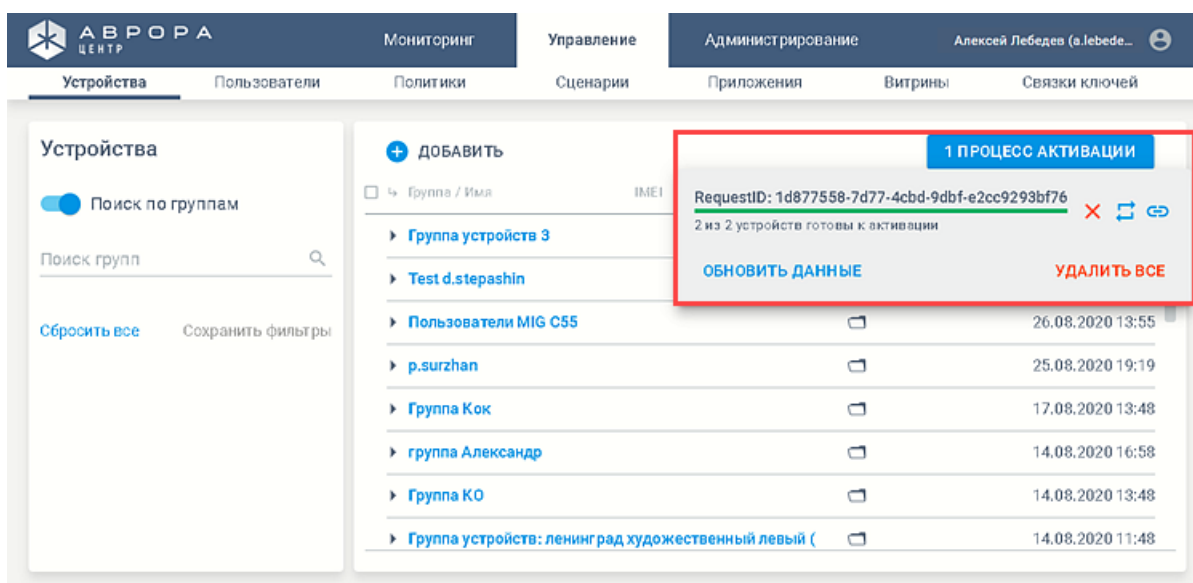 АВРОРА
ЦЕНТР
Мониторинг
Управление
Администрирование
Алексей Лебедев (a.lebede...
Устройства
Пользователи
Политики
Сценарии
Приложения
Витрины
Связки ключей
Устройства
Поиск по группам
Поиск групп
Сбросить все
Сохранить фильтры
ДОБАВИТЬ
1 ПРОЦЕСС АКТИВАЦИИ
Группа / Имя
IMEI
RequestID: 1d877558-7d77-4cbd-9dbf-e2cc9293bf76
2 из 2 устройств готовы к активации
ОБНОВИТЬ ДАННЫЕ
УДАЛИТЬ ВСЕ
Группа устройств 3
Test d.stepashin
Пользователи MIG C55
26.08.2020 13:55
p.surzhan
25.08.2020 19:19
Группа Кок
17.08.2020 13:48
группа Александр
14.08.2020 16:58
Группа КО
14.08.2020 13:48
Группа устройств: ленинград художественный левый (
14.08.2020 11:48